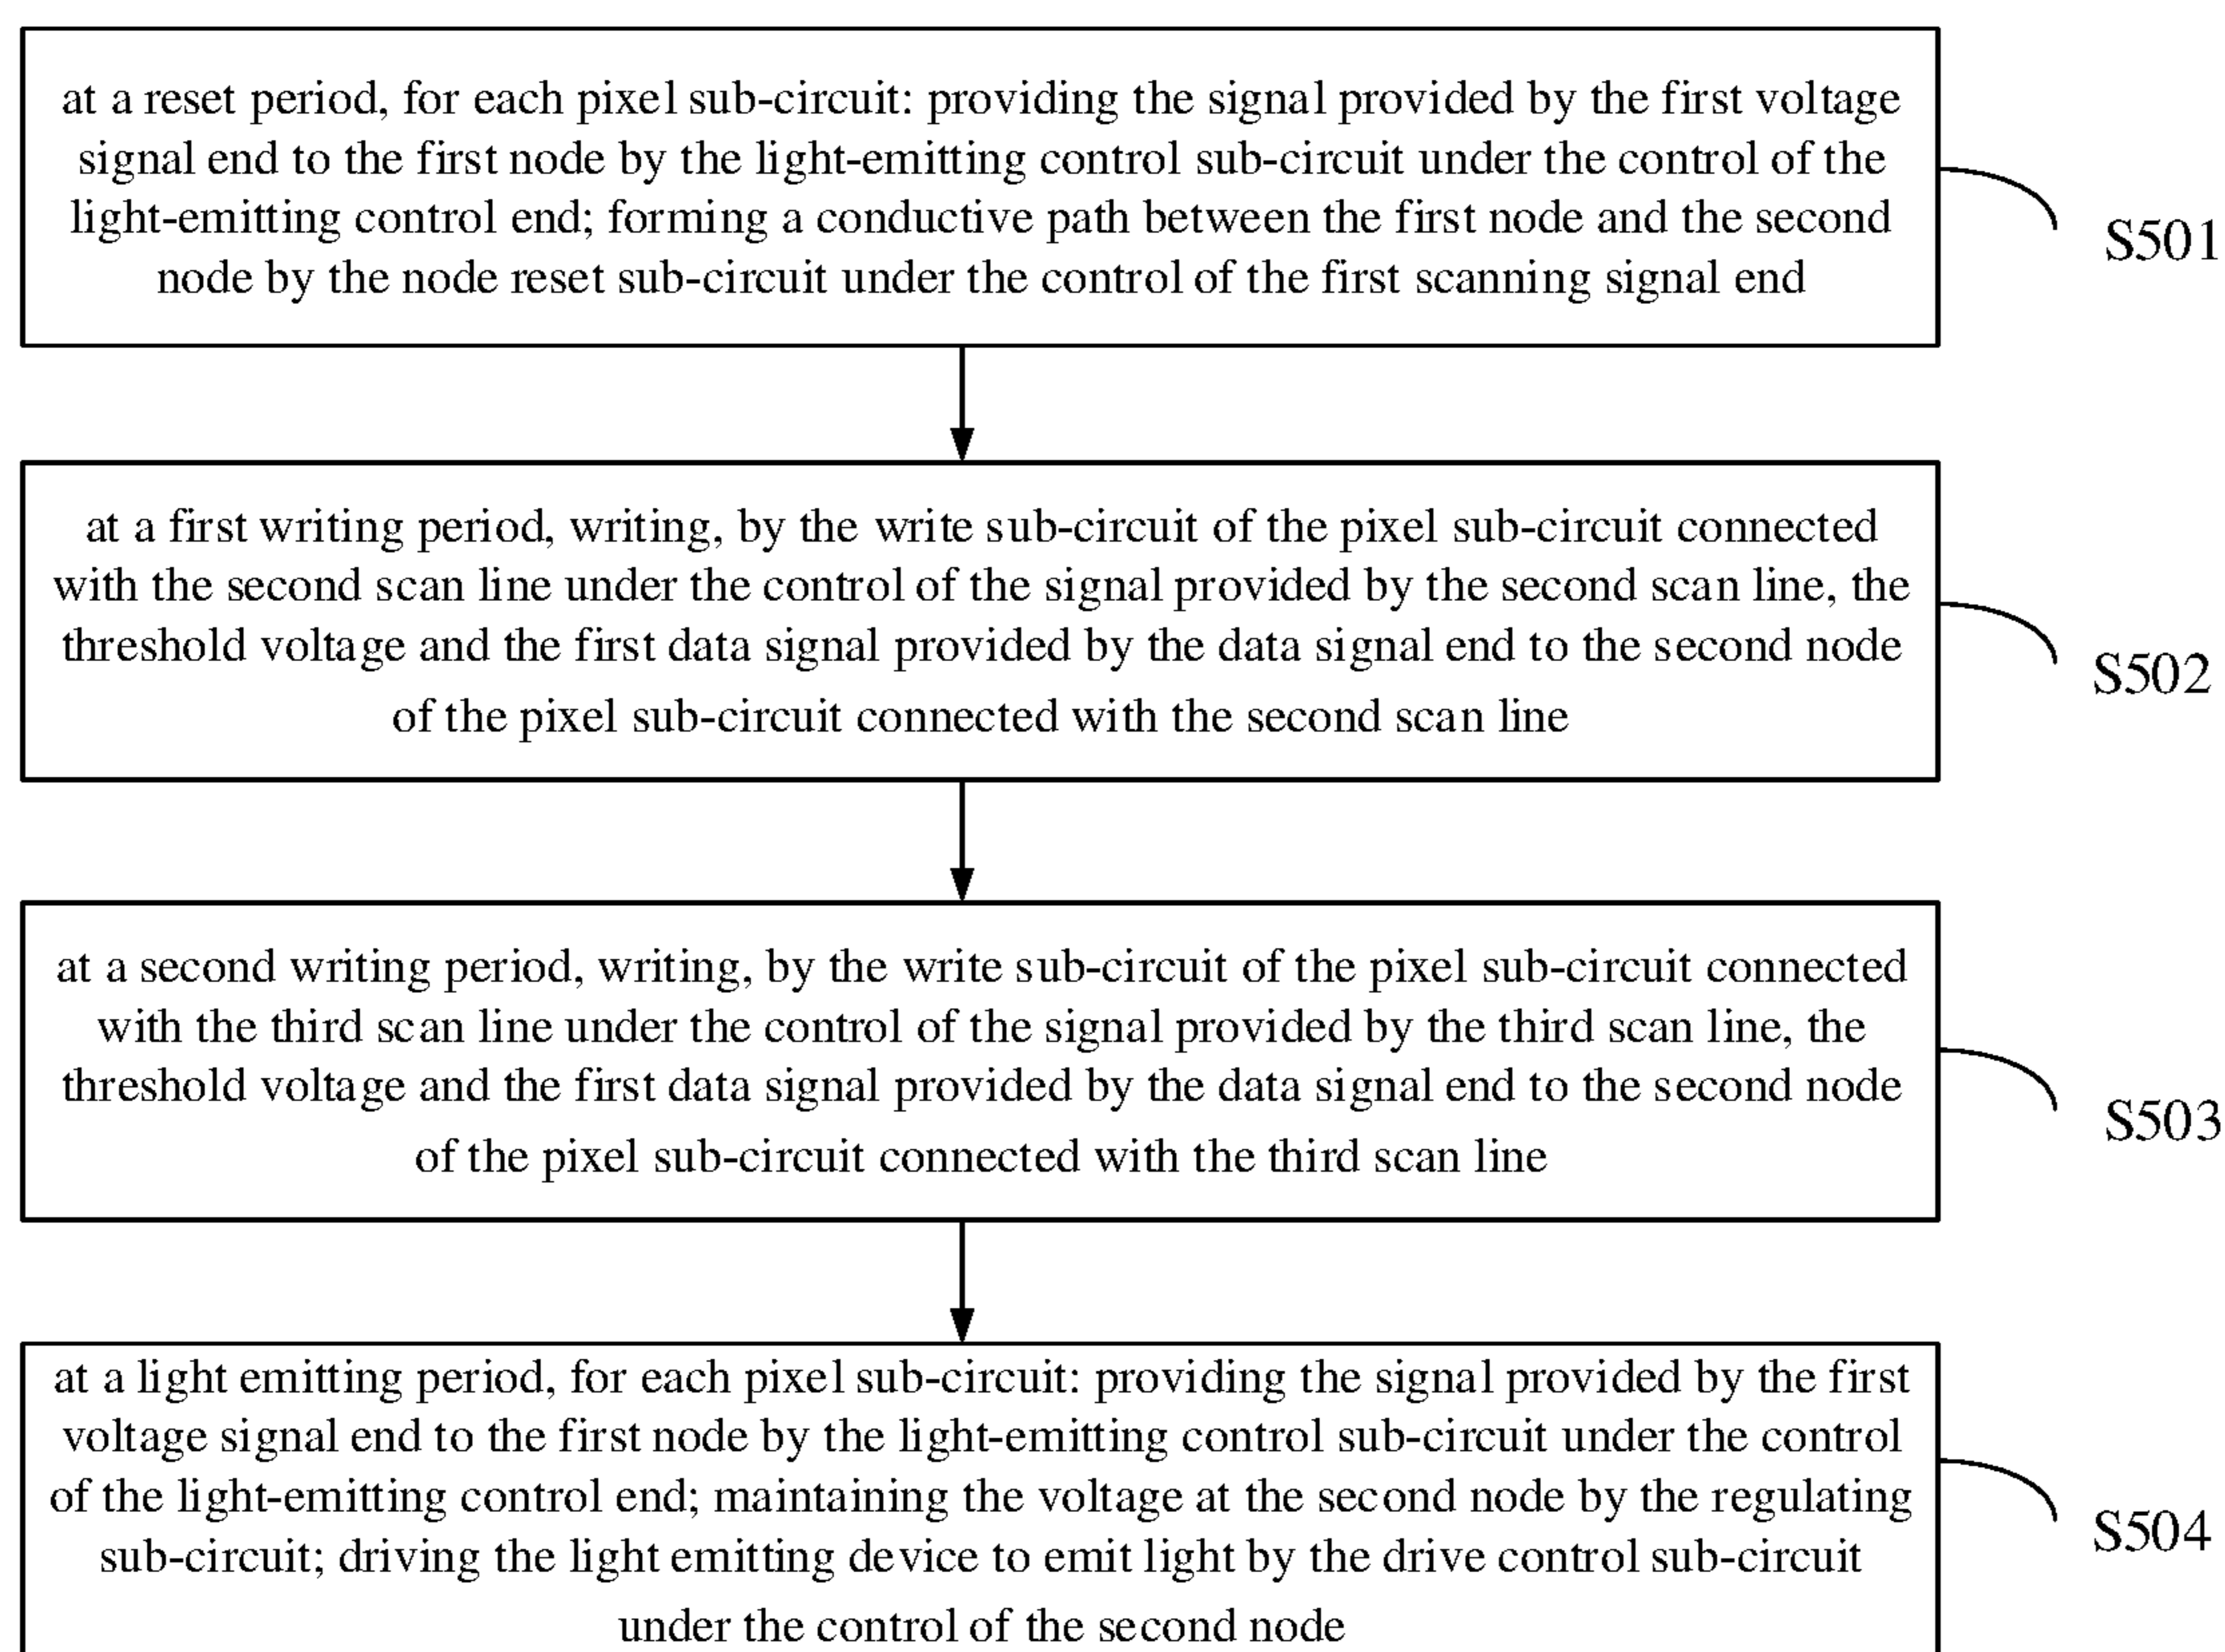 at a reset period, for each pixel sub-circuit: providing the signal provided by the first voltage
signal end to the first node by the light-emitting control sub-circuit under the control of the
light-emitting control end; forming a conductive path between the first node and the second
node by the node reset sub-circuit under the control of the first scanning signal end
S501
at a first writing period, writing, by the write sub-circuit of the pixel sub-circuit connected
with the second scan line under the control of the signal provided by the second scan line, the
threshold voltage and the first data signal provided by the data signal end to the second node
of the pixel sub-circuit connected with the second scan line
S502
at a second writing period, writing, by the write sub-circuit of the pixel sub-circuit connected
with the third scan line under the control of the signal provided by the third scan line, the
threshold voltage and the first data signal provided by the data signal end to the second node
of the pixel sub-circuit connected with the third scan line
S503
at a light emitting period, for each pixel sub-circuit: providing the signal provided by the first
voltage signal end to the first node by the light-emitting control sub-circuit under the control
of the light-emitting control end; maintaining the voltage at the second node by the regulating
sub-circuit; driving the light emitting device to emit light by the drive control sub-circuit
under the control of the second node
S504